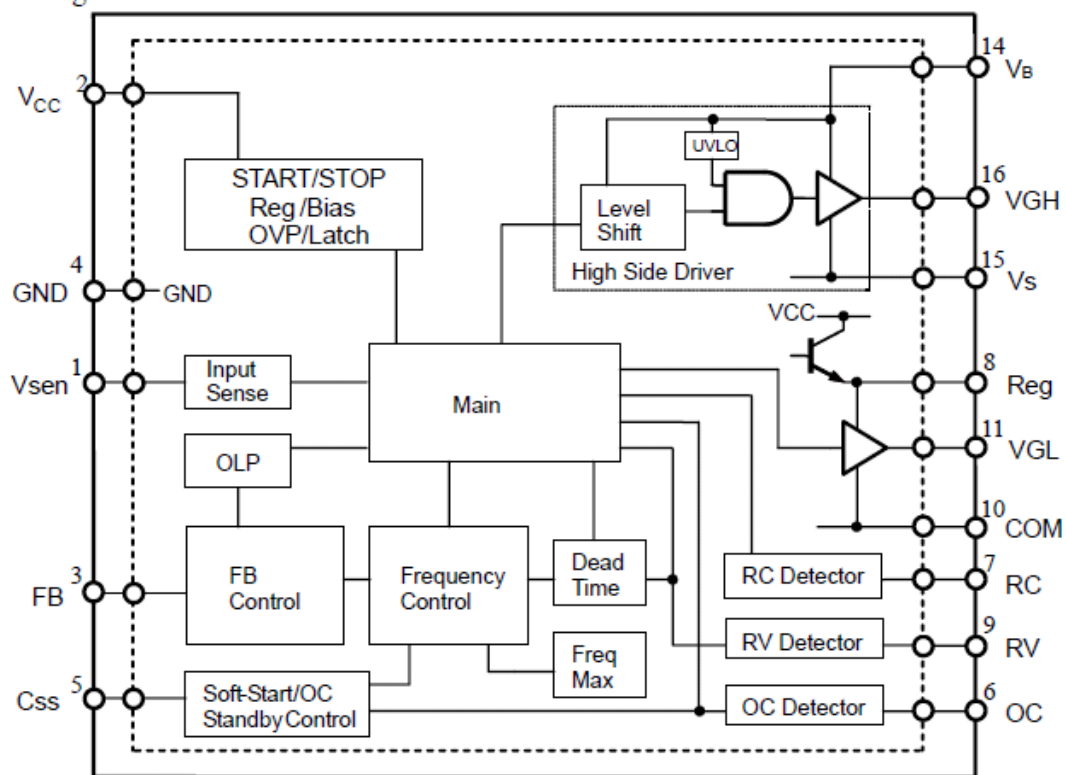 14
VB
2
VCC
START/STOP
Reg/Bias
OVP/Latch
UVLO
Level
Shift
High Side Driver
16
VGH
15
Vs
4
GND
GND
VCC
1
Vsen
Input
Sense
Main
8
Reg
OLP
11
VGL
10
COM
3
FB
FB
Control
Frequency
Control
Dead
Time
RC Detector
7
RC
Freq
Max
RV Detector
9
RV
5
Css
Soft-Start/OC
Standby Control
OC Detector
6
OC